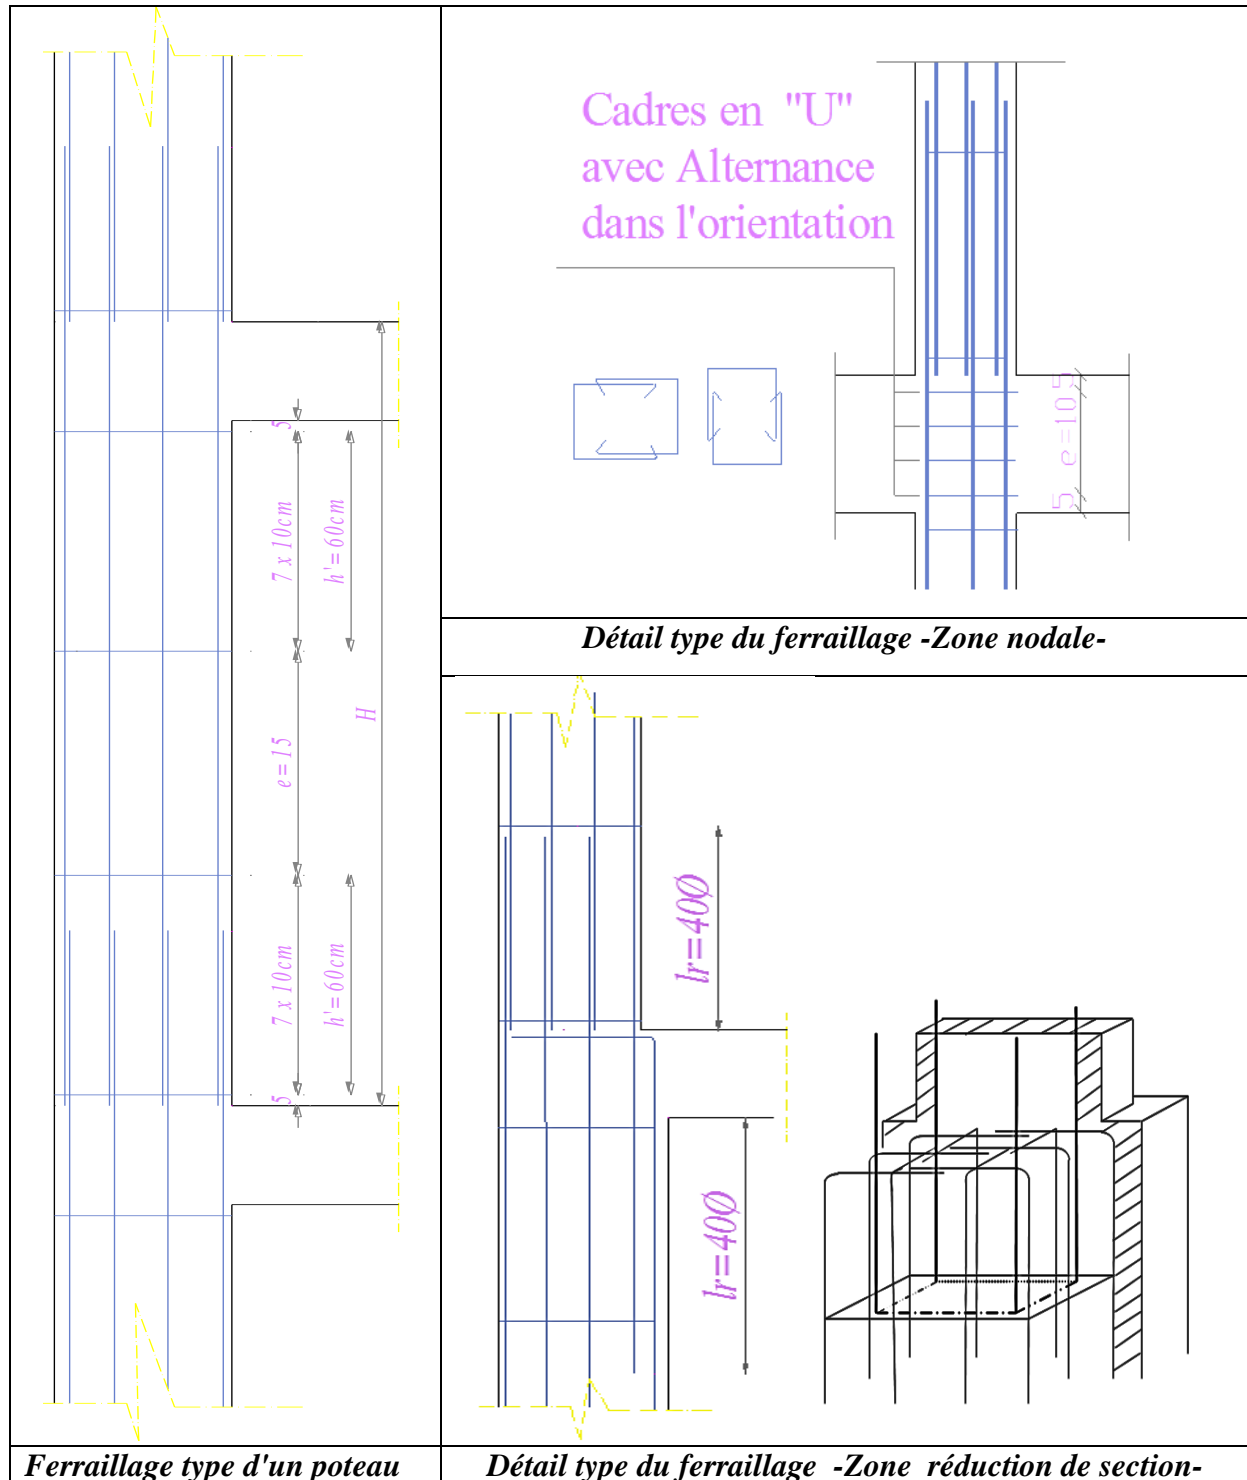 5
7 x 10cm
h'=60cm
e=15
H
7 x 10cm
h'=60cm
5
Ferraillage type d'un poteau
Cadres en "U"
avec Alternance
dans l'orientation
5 e=10 5
Détail type du ferraillage -Zone nodale-
lr=40Ø
lr=40Ø
Détail type du ferraillage -Zone réduction de section-